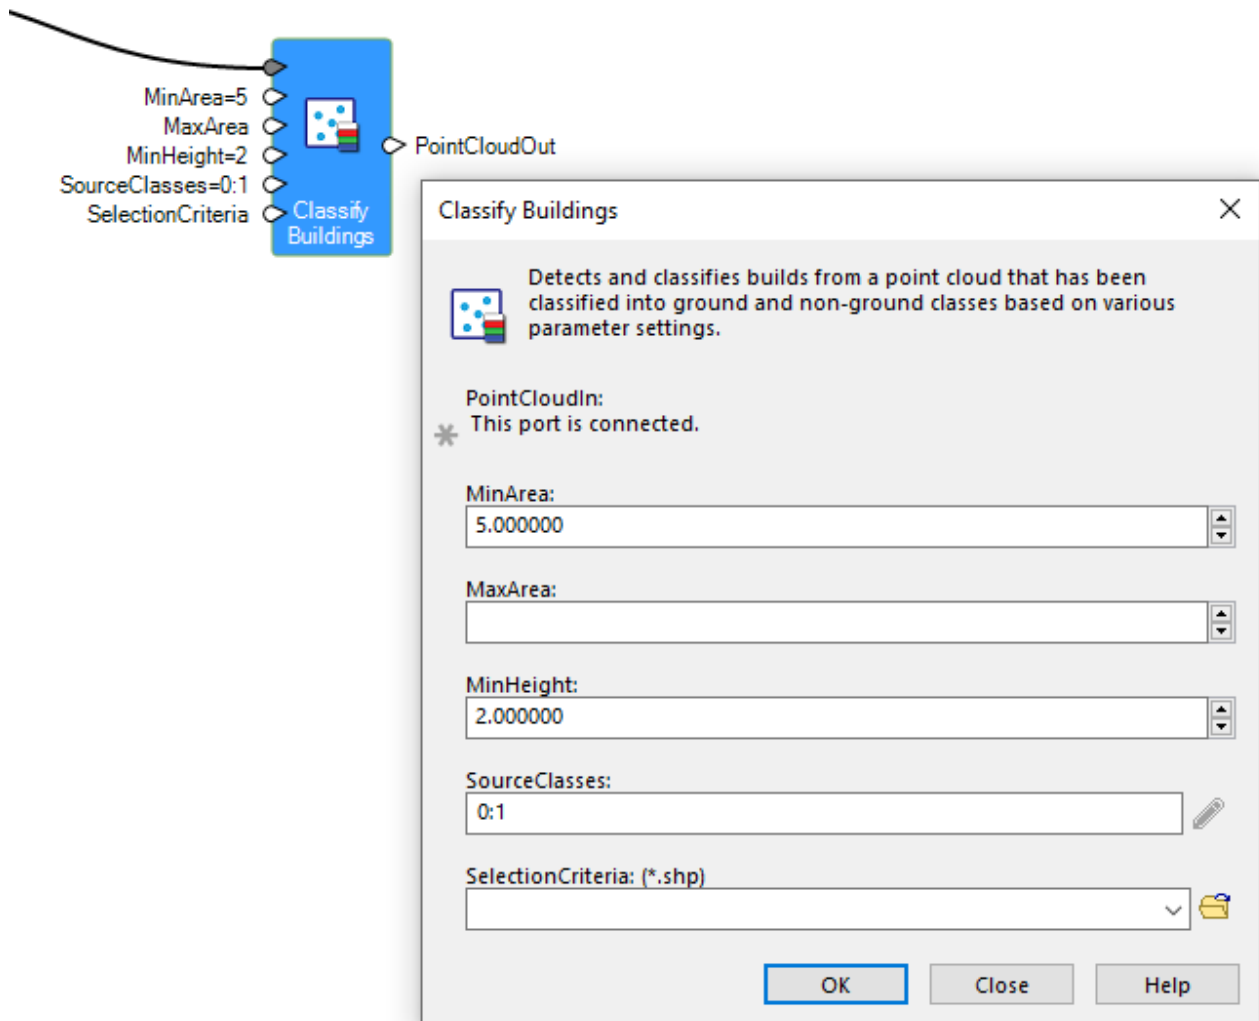 MinArea=5
MaxArea
MinHeight=2
SourceClasses=0:1
SelectionCriteria
Classify
Buildings
PointCloudOut
Classify Buildings
Detects and classifies builds from a point cloud that has been
classified into ground and non-ground classes based on various
parameter settings.
PointCloudIn:
This port is connected.
MinArea:
5.000000
MaxArea:
MinHeight:
2.000000
SourceClasses:
0:1
SelectionCriteria: (*.shp)
OK
Close
Help